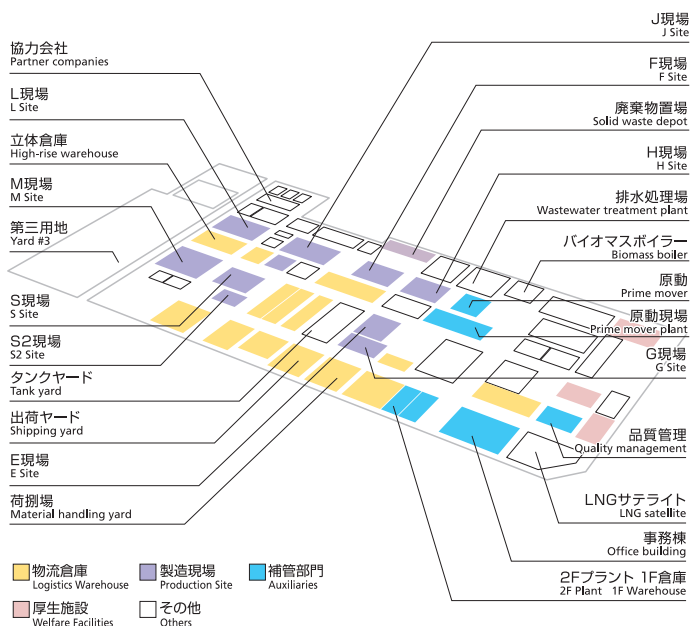 協力会社
Partner companies
L現場
L Site
立体倉庫
High-rise warehouse
M現場
M Site
第三用地
Yard #3
S現場
S Site
S2現場
S2 Site
タンクヤード
Tank yard
出荷ヤード
Shipping yard
E現場
E Site
荷捌場
Material handling yard
J現場
J Site
F現場
F Site
廃棄物置場
Solid waste depot
H現場
H Site
排水処理場
Wastewater treatment plant
バイオマスボイラー
Biomass boiler
原動
Prime mover
原動現場
Prime mover plant
G現場
G Site
品質管理
Quality management
LNGサテライト
LNG satellite
事務棟
Office building
2Fプラント 1F倉庫
2F Plant 1F Warehouse
物流倉庫
Logistics Warehouse
製造現場
Production Site
補管部門
Auxiliaries
厚生施設
Welfare Facilities
その他
Others